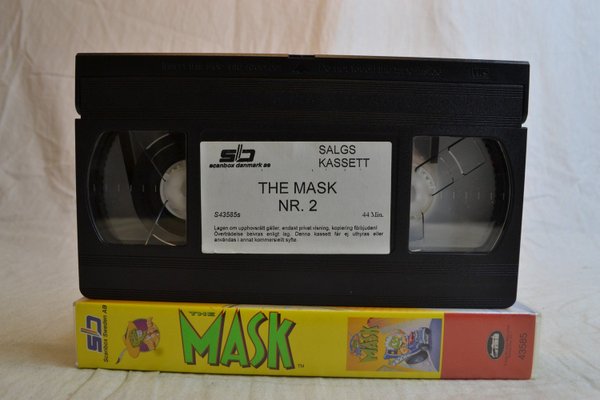 sb
scanbox danmark as
SALGS
KASSETT
THE MASK
NR. 2
S43585s
44 Min.
Lagen om upphovsrätt gäller, endast privat visning, kopiering förbjuden!
Överträdelse beivras enligt lag. Denna kassett får ej uthyras eller
användas i annat kommersiellt syfte.
sb
Scanbox Sweden AB
THE
MASK
TM
MASK
43585